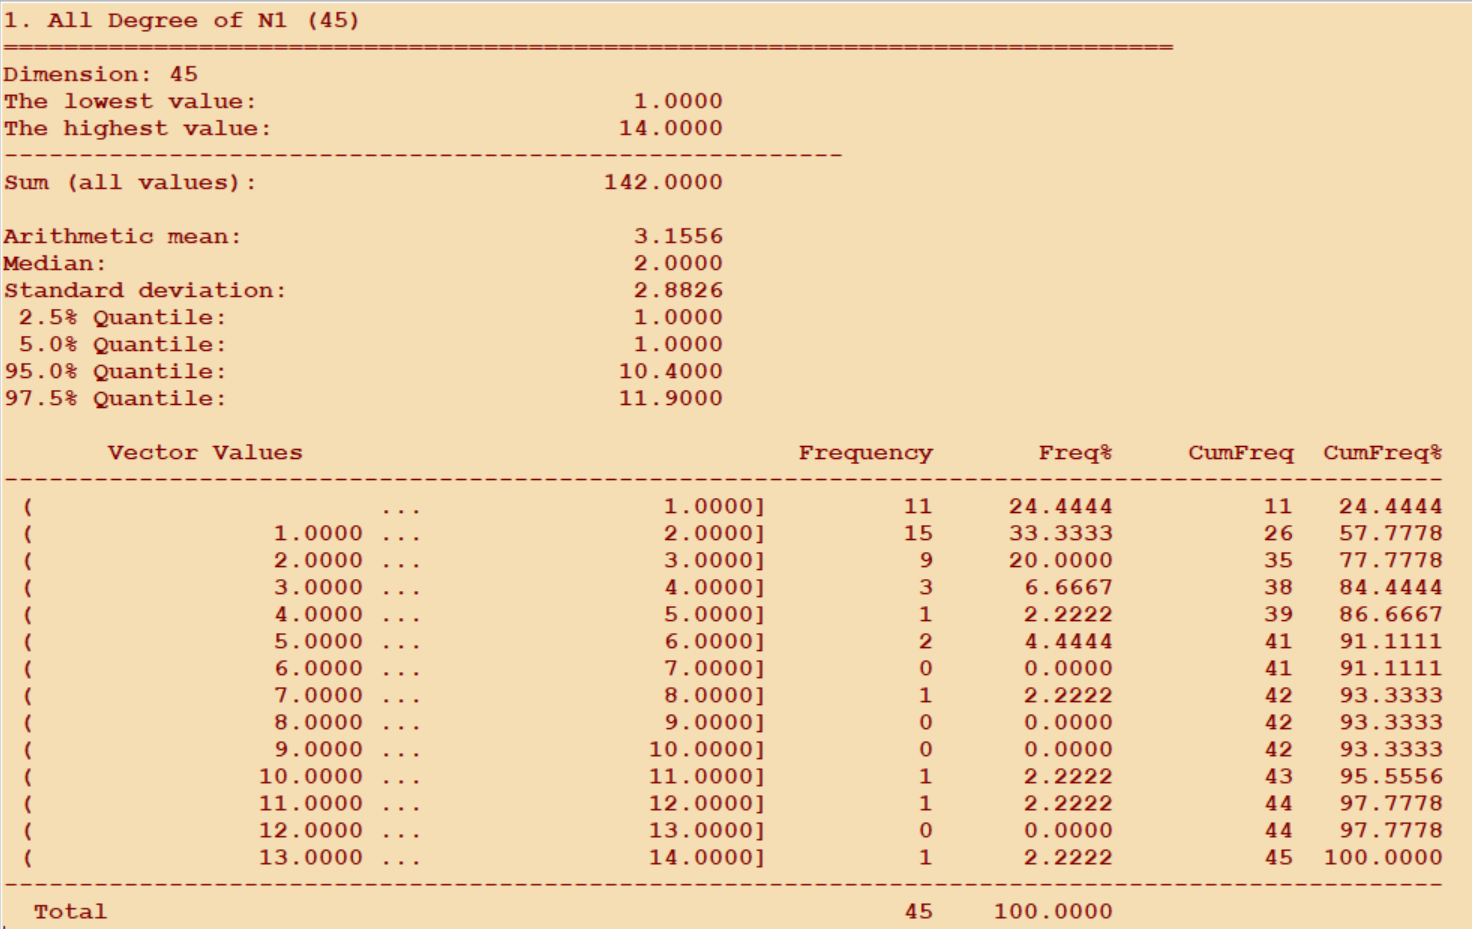 1. All Degree of N1 (45)
==============================================================================
Dimension: 45
The lowest value:                         1.0000
The highest value:                       14.0000
--------------------------------------------------------
Sum (all values):                       142.0000
Arithmetic mean:                          3.1556
Median:                                   2.0000
Standard deviation:                       2.8826
 2.5% Quantile:                           1.0000
 5.0% Quantile:                           1.0000
95.0% Quantile:                          10.4000
97.5% Quantile:                          11.9000
       Vector Values                                 Frequency       Freq%     CumFreq  CumFreq%
------------------------------------------------------------------------------------------------
 (                       ...                1.0000]         11     24.4444          11   24.4444
 (                1.0000 ...                2.0000]         15     33.3333          26   57.7778
 (                2.0000 ...                3.0000]          9     20.0000          35   77.7778
 (                3.0000 ...                4.0000]          3      6.6667          38   84.4444
 (                4.0000 ...                5.0000]          1      2.2222          39   86.6667
 (                5.0000 ...                6.0000]          2      4.4444          41   91.1111
 (                6.0000 ...                7.0000]          0      0.0000          41   91.1111
 (                7.0000 ...                8.0000]          1      2.2222          42   93.3333
 (                8.0000 ...                9.0000]          0      0.0000          42   93.3333
 (                9.0000 ...               10.0000]          0      0.0000          42   93.3333
 (               10.0000 ...               11.0000]          1      2.2222          43   95.5556
 (               11.0000 ...               12.0000]          1      2.2222          44   97.7778
 (               12.0000 ...               13.0000]          0      0.0000          44   97.7778
 (               13.0000 ...               14.0000]          1      2.2222          45  100.0000
------------------------------------------------------------------------------------------------
  Total                                                     45    100.0000